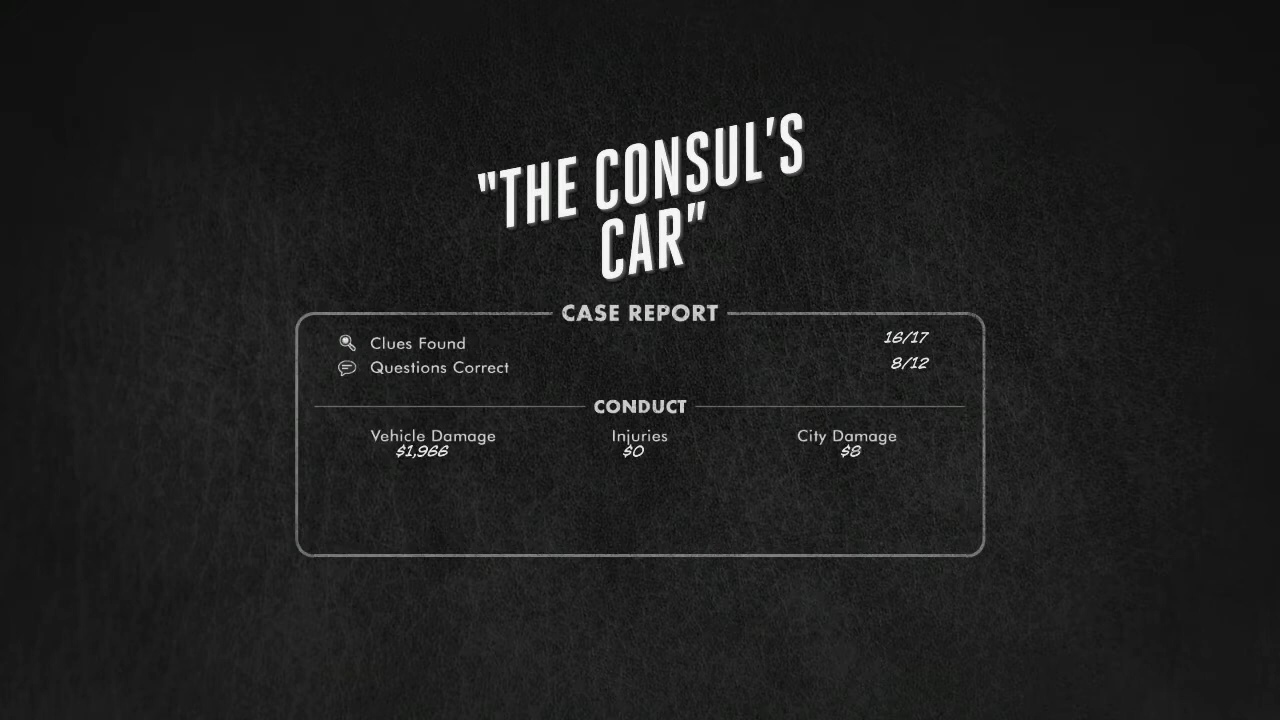 "THE CONSUL'S
CAR"
CASE REPORT
Clues Found 16/17
Questions Correct 8/12
CONDUCT
Vehicle Damage Injuries City Damage
$1,966 $0 $8